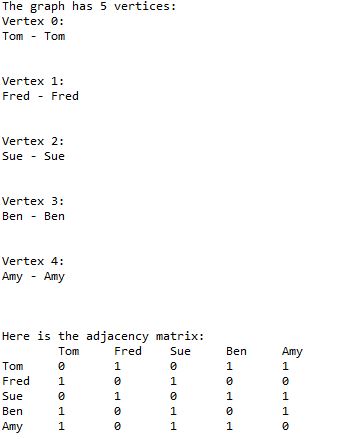 The graph has 5 vertices:
Vertex 0:
Tom - Tom
Vertex 1:
Fred - Fred
Vertex 2:
Sue - Sue
Vertex 3:
Ben - Ben
Vertex 4:
Amy - Amy
Here is the adjacency matrix:
Tom Fred Sue Ben Amy
Tom 0 1 0 1 1
Fred 1 0 1 0 0
Sue 0 1 0 1 1
Ben 1 0 1 0 1
Amy 1 0 1 1 0